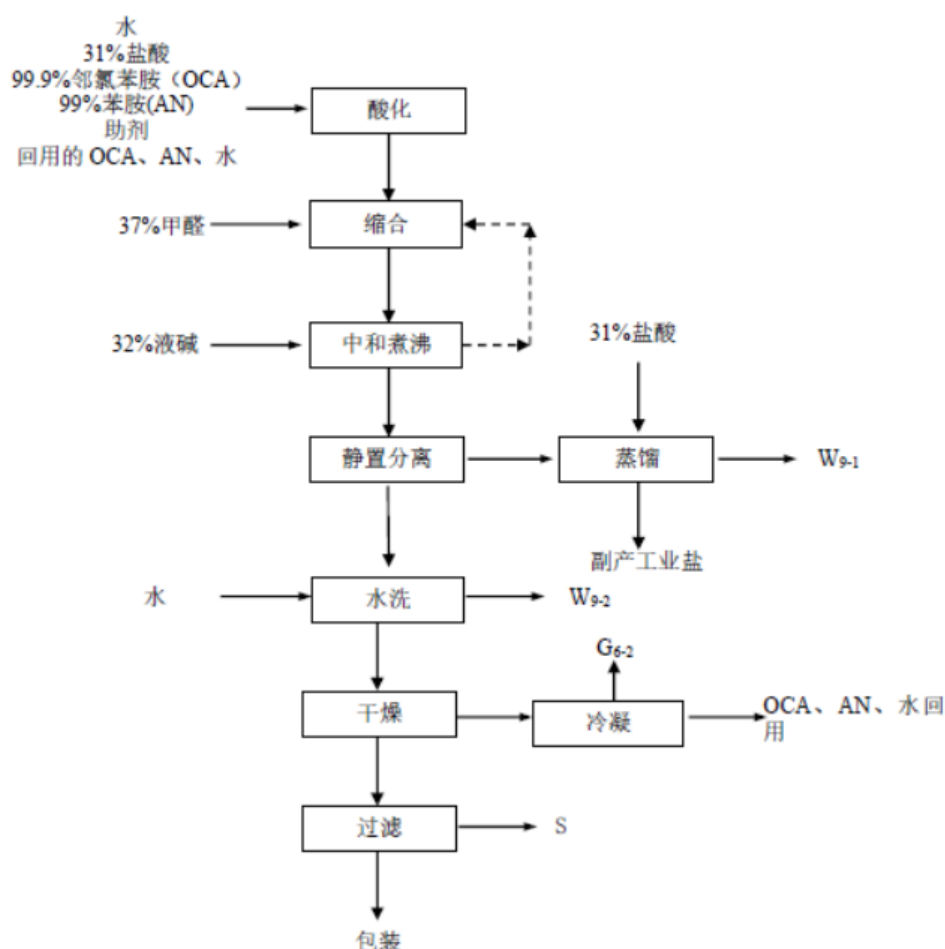 水
31%盐酸
99.9%邻氯苯胺（OCA）
99%苯胺(AN)
助剂
回用的 OCA、AN、水
酸化
37%甲醛
缩合
32%液碱
中和煮沸
31%盐酸
静置分离
蒸馏
W9-1
副产工业盐
水
水洗
W9-2
G6-2
干燥
冷凝
OCA、AN、水回
用
过滤
S
包装